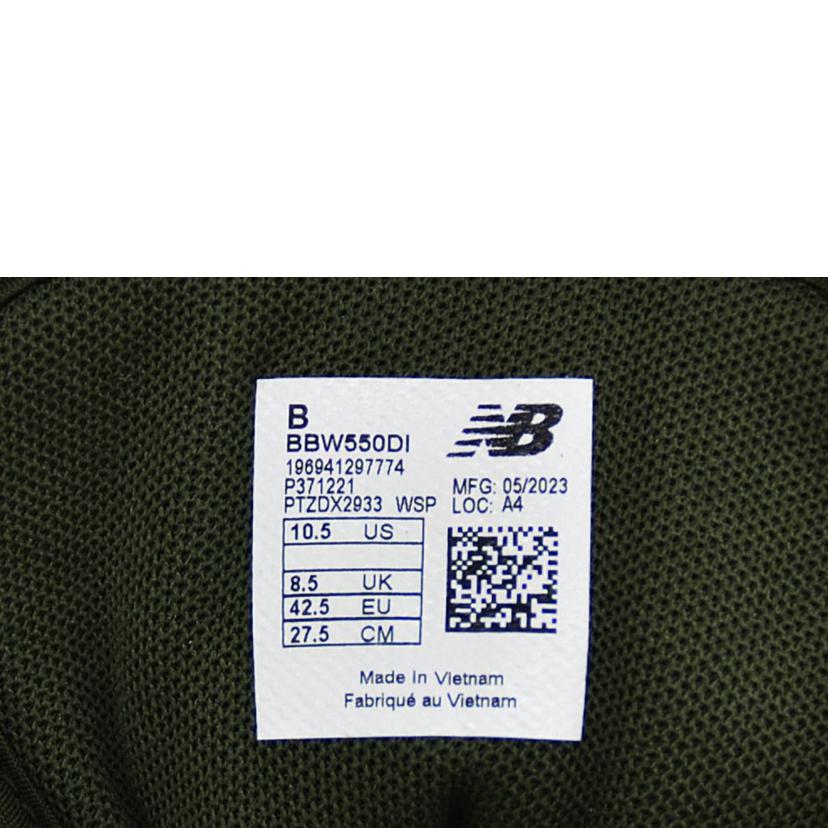 B
BBW550DI
NB
196941297774
P371221
PTZDX2933 WSP
MFG: 05/2023
LOC: A4
10.5 US
8.5 UK
42.5 EU
27.5 CM
Made in Vietnam
Fabriqué au Vietnam